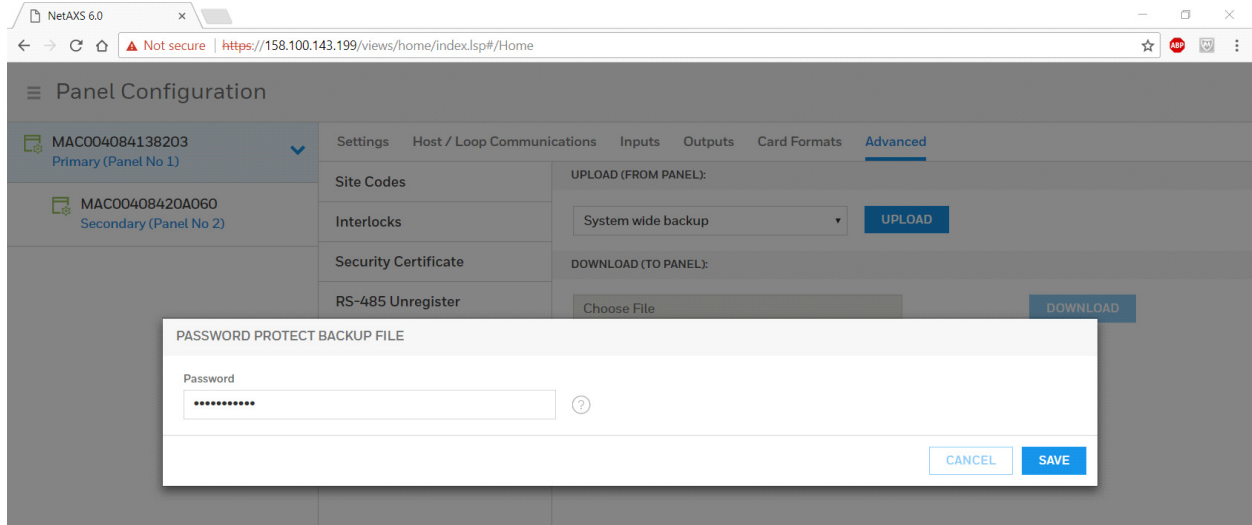 NetAXS 6.0
Not secure | https://158.100.143.199/views/home/index.lsp#/Home
ABP
Panel Configuration
MAC004084138203
Primary (Panel No 1)
MAC00408420A060
Secondary (Panel No 2)
Settings Host / Loop Communications Inputs Outputs Card Formats Advanced
Site Codes
Interlocks
Security Certificate
RS-485 Unregister
UPLOAD (FROM PANEL):
System wide backup UPLOAD
DOWNLOAD (TO PANEL):
Choose File DOWNLOAD
PASSWORD PROTECT BACKUP FILE
Password
•••••••••••
?
CANCEL SAVE